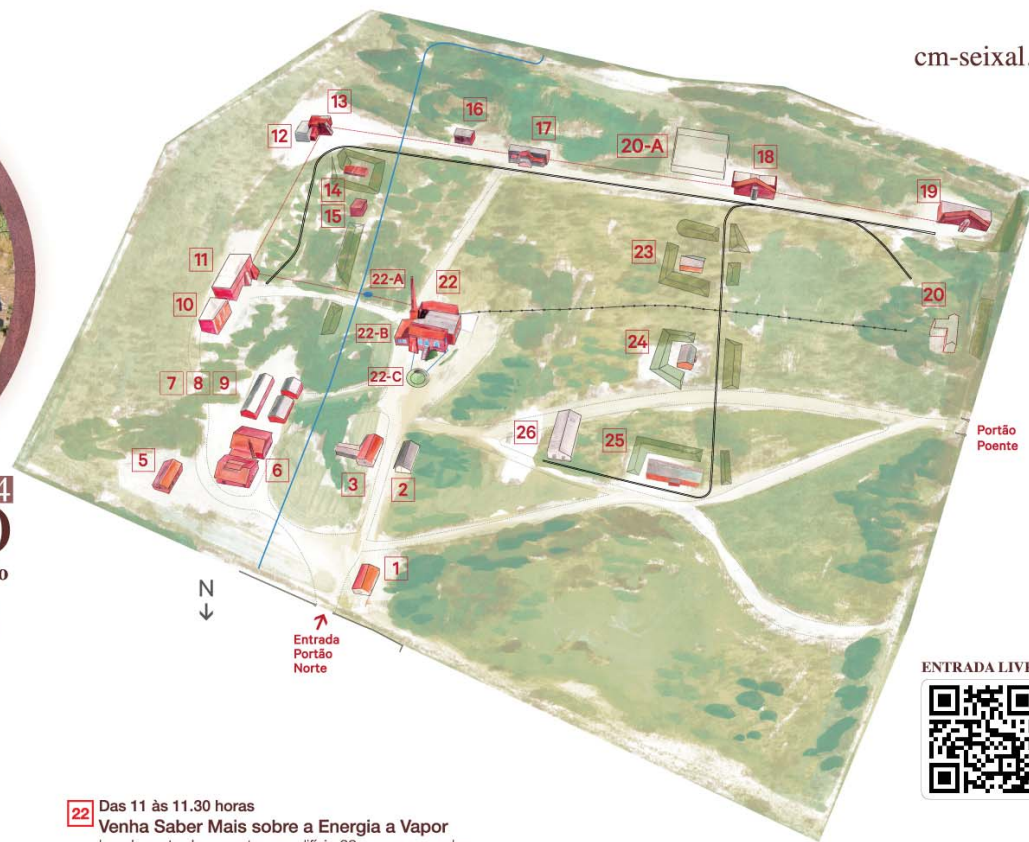 cm-seixal.
13
12
16
17
20-A
18
19
14
15
11
22-A
22
23
10
22-B
20
24
22-C
7 8 9
26
25
Portão
Poente
5
6
3
2
4
O
o
1
N
Entrada
Portão
Norte
ENTRADA LIV
22 Das 11 às 11.30 horas
Venha Saber Mais sobre a Energia a Vapor